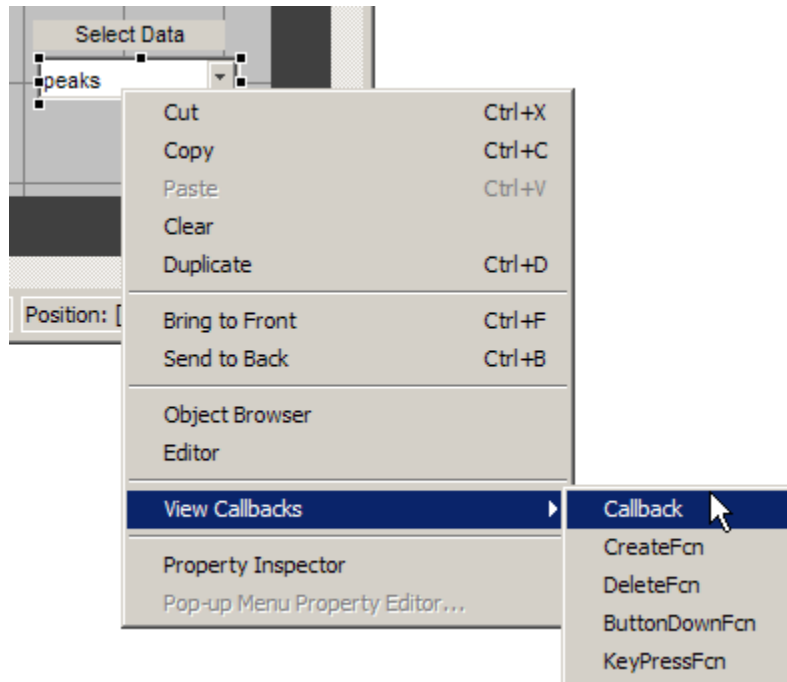 Select Data
peaks
Cut Ctrl+X
Copy Ctrl+C
Paste Ctrl+V
Clear
Duplicate Ctrl+D
Position: [
Bring to Front Ctrl+F
Send to Back Ctrl+B
Object Browser
Editor
View Callbacks
Callback
CreateFcn
Property Inspector
DeleteFcn
Pop-up Menu Property Editor...
ButtonDownFcn
KeyPressFcn